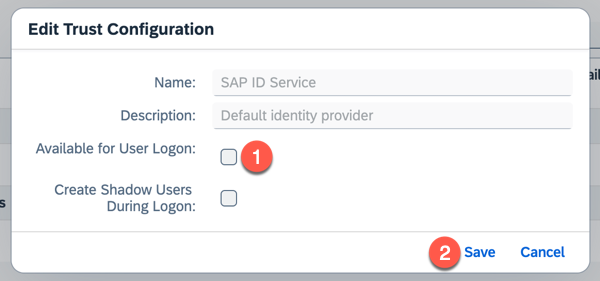 Edit Trust Configuration
Name: SAP ID Service
Description: Default identity provider
Available for User Logon: 1
Create Shadow Users
During Logon:
2 Save Cancel